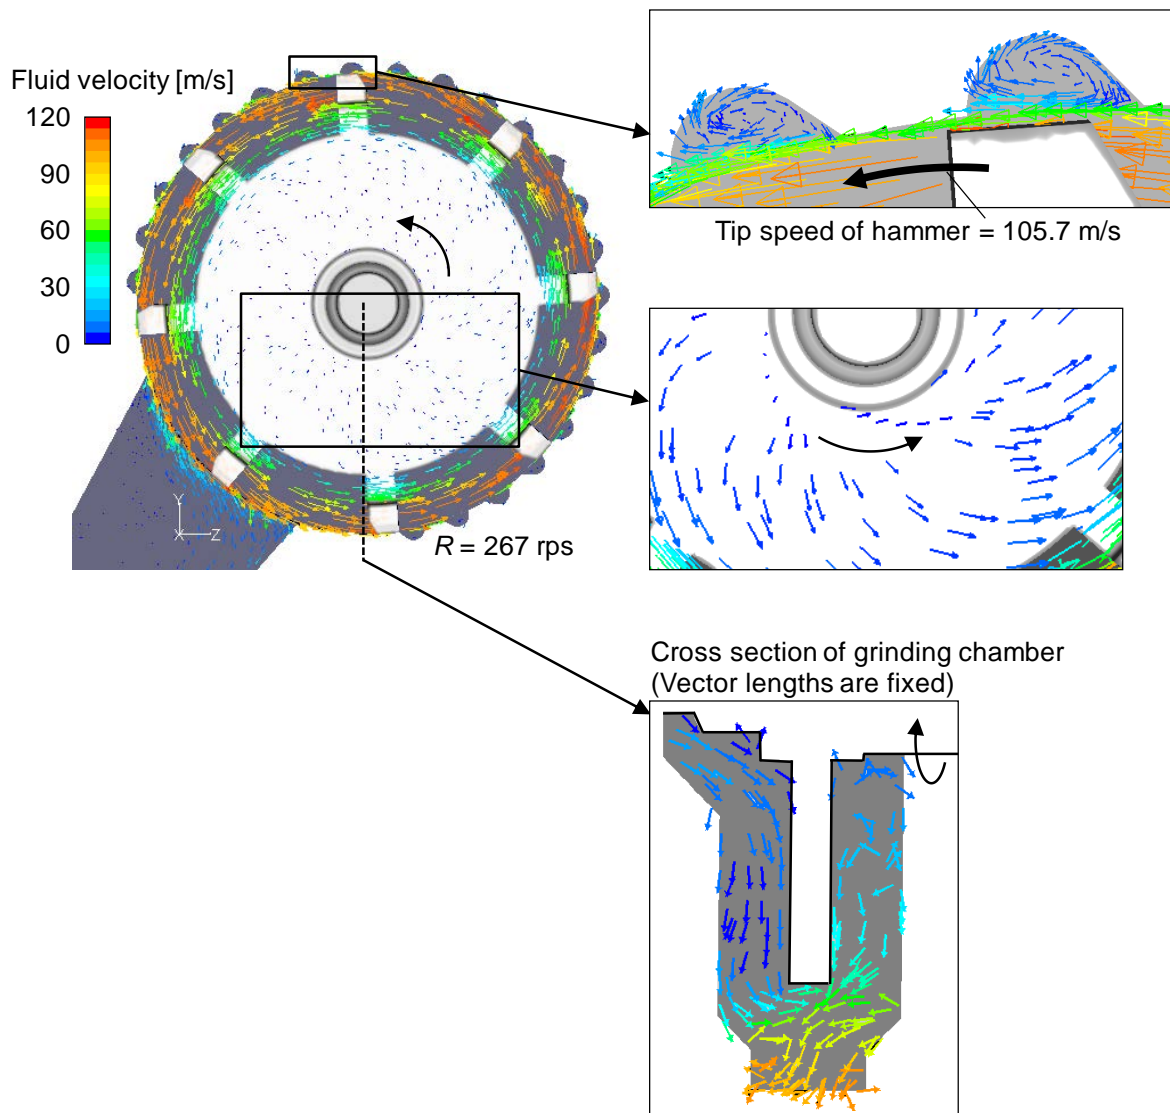 Fluid velocity [m/s]
120
90
60
30
0
Y
X
Z
R = 267 rps
Tip speed of hammer = 105.7 m/s
Cross section of grinding chamber
(Vector lengths are fixed)